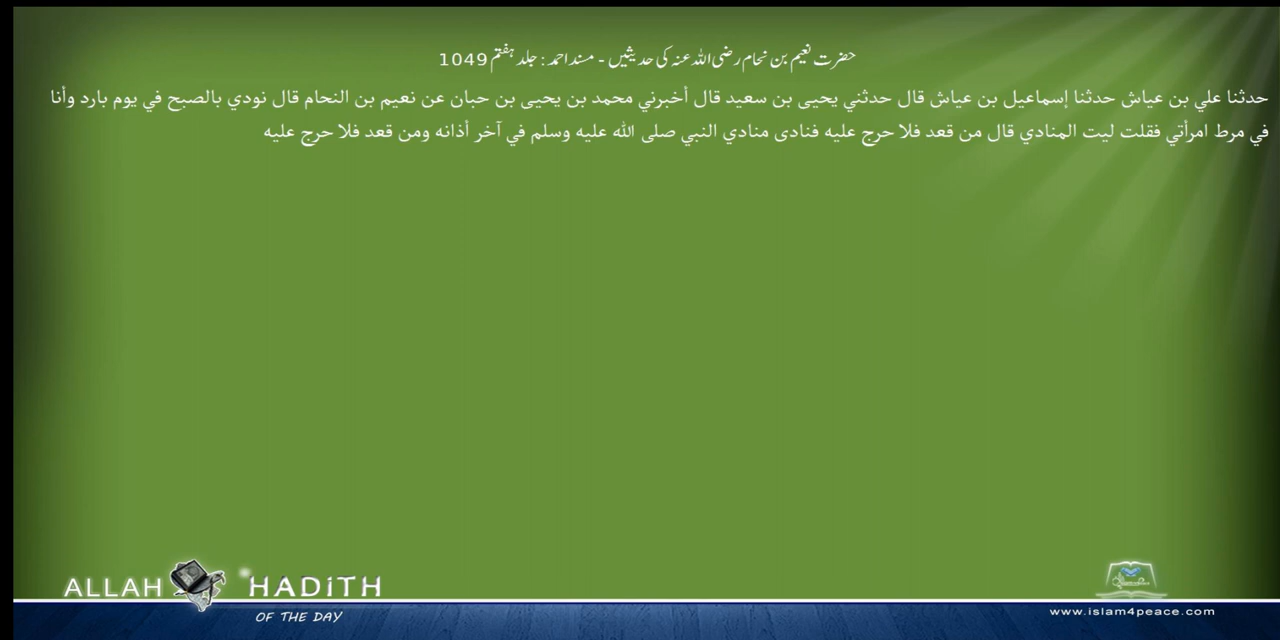 حضرت نعیم بن نحام رضی اللہ عنہ کی حدیثیں - مسند احمد : جلد ہفتم 1049
حدثنا علي بن عياش حدثنا إسماعيل بن عياش قال حدثني يحيى بن سعيد قال أخبرني محمد بن يحيى بن حبان عن نعيم بن النحام قال نودي بالصبح في يوم بارد وأنا
في مرط امرأتي فقلت ليت المنادي قال من قعد فلا حرج عليه فنادى منادي النبي صلى الله عليه وسلم في آخر أذانه ومن قعد فلا حرج عليه
ALLAH HADITH
OF THE DAY
www.islam4peace.com